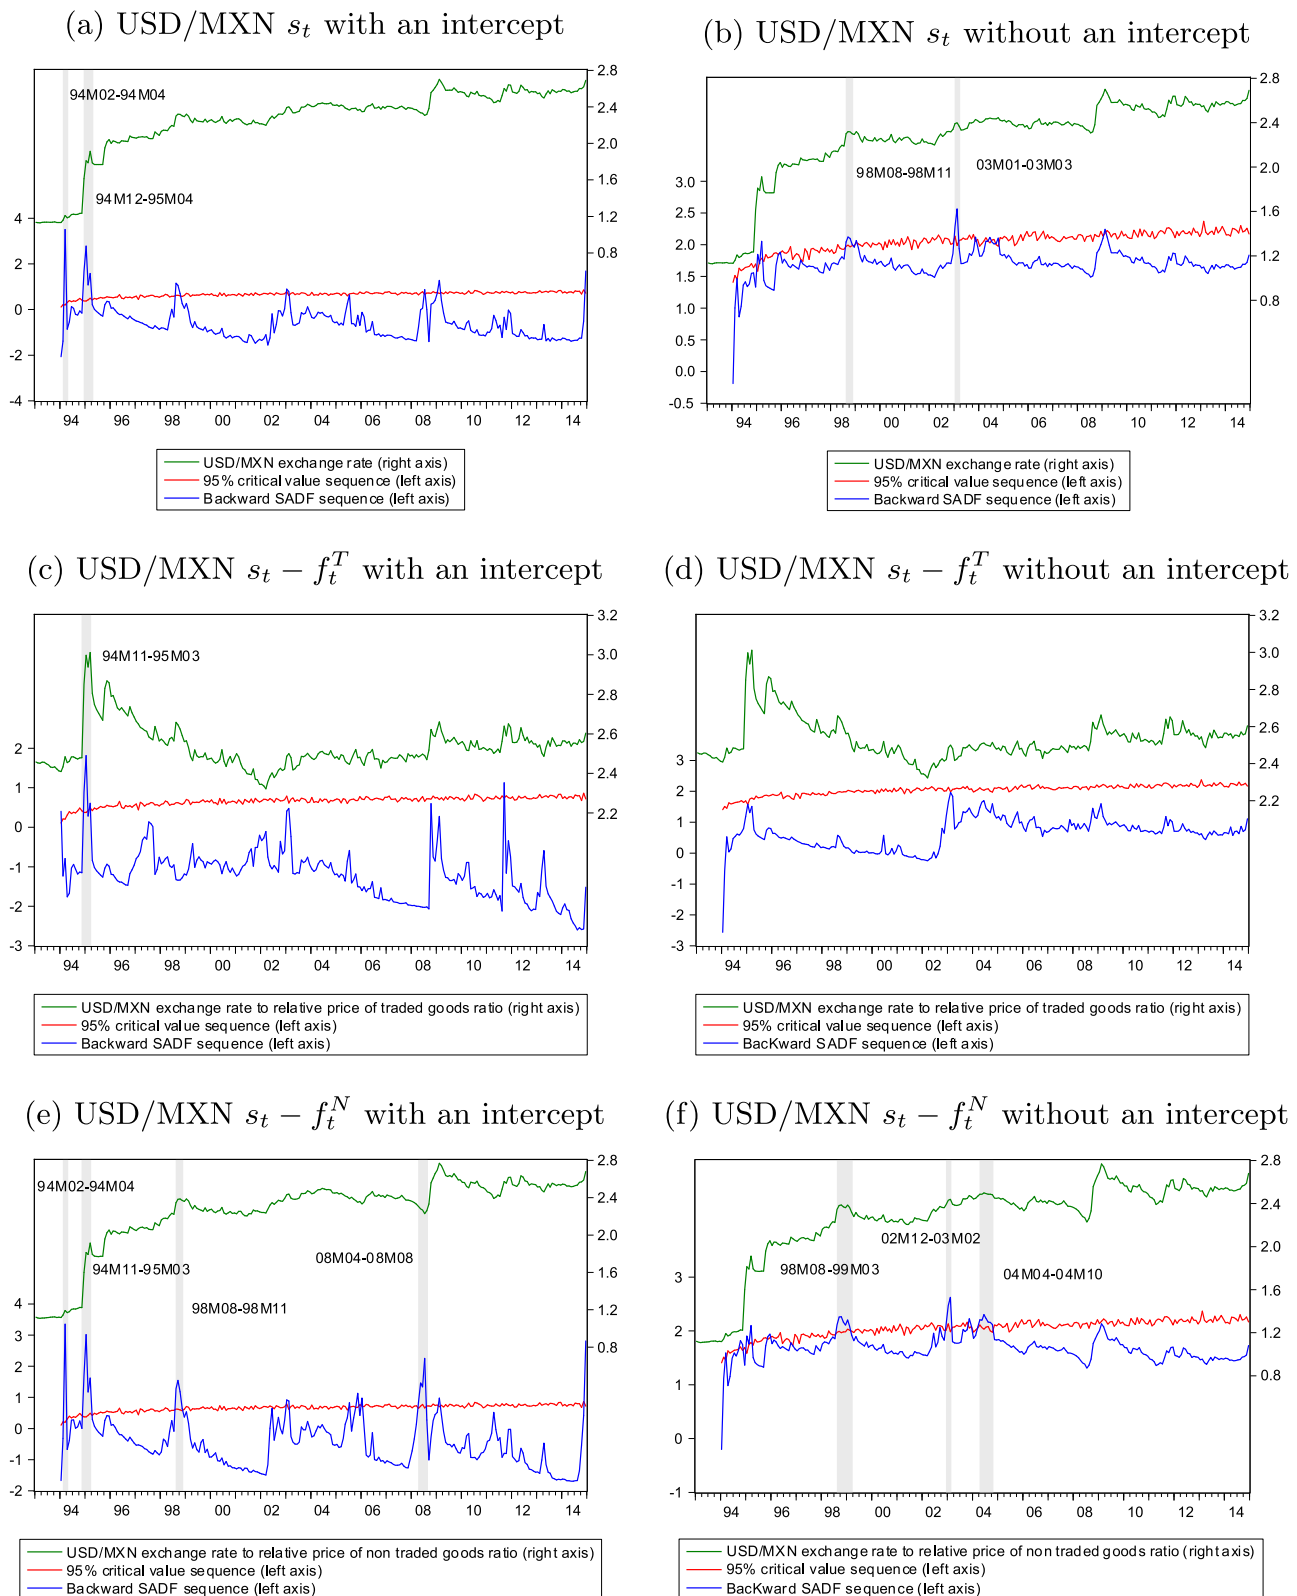 (a) USD/MXN s_t with an intercept
2.8
2.4
2.0
1.6
1.2
0.8
4
2
0
-2
-4
94M02-94M04
94M12-95M04
94 96 98 00 02 04 06 08 10 12 14
USD/MXN exchange rate (right axis)
95% critical value sequence (left axis)
Backward SADF sequence (left axis)
(b) USD/MXN s_t without an intercept
2.8
2.4
2.0
1.6
1.2
0.8
3.0
2.5
2.0
1.5
1.0
0.5
0.0
-0.5
98M08-98M11
03M01-03M03
94 96 98 00 02 04 06 08 10 12 14
USD/MXN exchange rate (right axis)
95% critical value sequence (left axis)
Backward SADF sequence (left axis)
(c) USD/MXN s_t − f_t^T with an intercept
3.2
3.0
2.8
2.6
2.4
2.2
2
1
0
-1
-2
-3
94M11-95M03
94 96 98 00 02 04 06 08 10 12 14
USD/MXN exchange rate to relative price of traded goods ratio (right axis)
95% critical value sequence (left axis)
Backward SADF sequence (left axis)
(d) USD/MXN s_t − f_t^T without an intercept
3.2
3.0
2.8
2.6
2.4
2.2
3
2
1
0
-1
-2
-3
94 96 98 00 02 04 06 08 10 12 14
USD/MXN exchange rate to relative price of traded goods ratio (right axis)
95% critical value sequence (left axis)
BacKward SADF sequence (left axis)
(e) USD/MXN s_t − f_t^N with an intercept
2.8
2.4
2.0
1.6
1.2
0.8
4
3
2
1
0
-1
-2
94M02-94M04
94M11-95M03
98M08-98M11
08M04-08M08
94 96 98 00 02 04 06 08 10 12 14
USD/MXN exchange rate to relative price of non traded goods ratio (right axis)
95% critical value sequence (left axis)
Backward SADF sequence (left axis)
(f) USD/MXN s_t − f_t^N without an intercept
2.8
2.4
2.0
1.6
1.2
0.8
3
2
1
0
-1
02M12-03M02
98M08-99M03
04M04-04M10
94 96 98 00 02 04 06 08 10 12 14
USD/MXN exchange rate to relative price of non traded goods ratio (right axis)
95% critical value sequence (left axis)
BacKward SADF sequence (left axis)